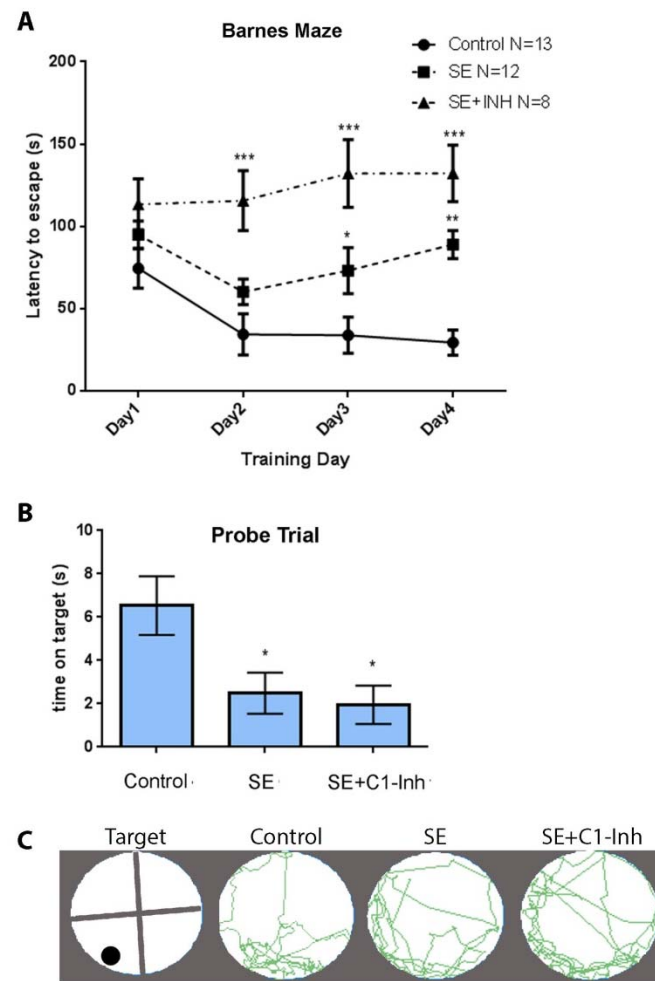 A
Barnes Maze
Control N=13
SE N=12
SE+INH N=8
Latency to escape (s)
200
150
100
50
0
***
***
***
*
**
Day1
Day2
Day3
Day4
Training Day
B
Probe Trial
time on target (s)
10
8
6
4
2
0
*
*
Control
SE
SE+C1-Inh
C
Target
Control
SE
SE+C1-Inh